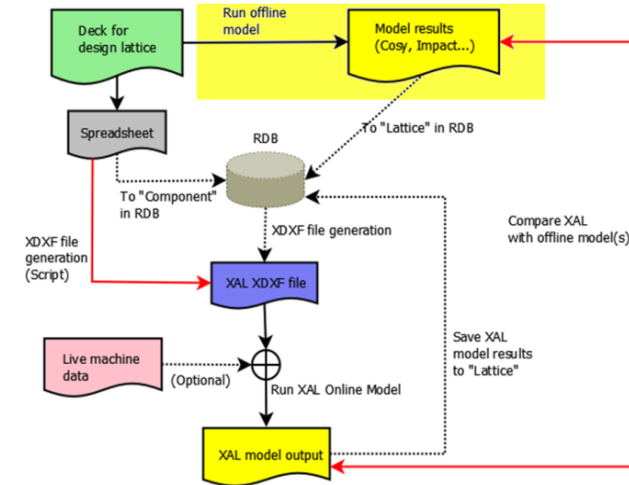 Deck for
design lattice
Run offline
model
Model results
(Cosy, Impact...)
Spreadsheet
RDB
To "Lattice" in RDB
To "Component"
in RDB
XDXF file
generation
(Script)
XDXF file generation
Compare XAL
with offline model(s)
XAL XDXF file
Live machine
data
(Optional)
Save XAL
model results
to "Lattice"
Run XAL Online Model
XAL model output